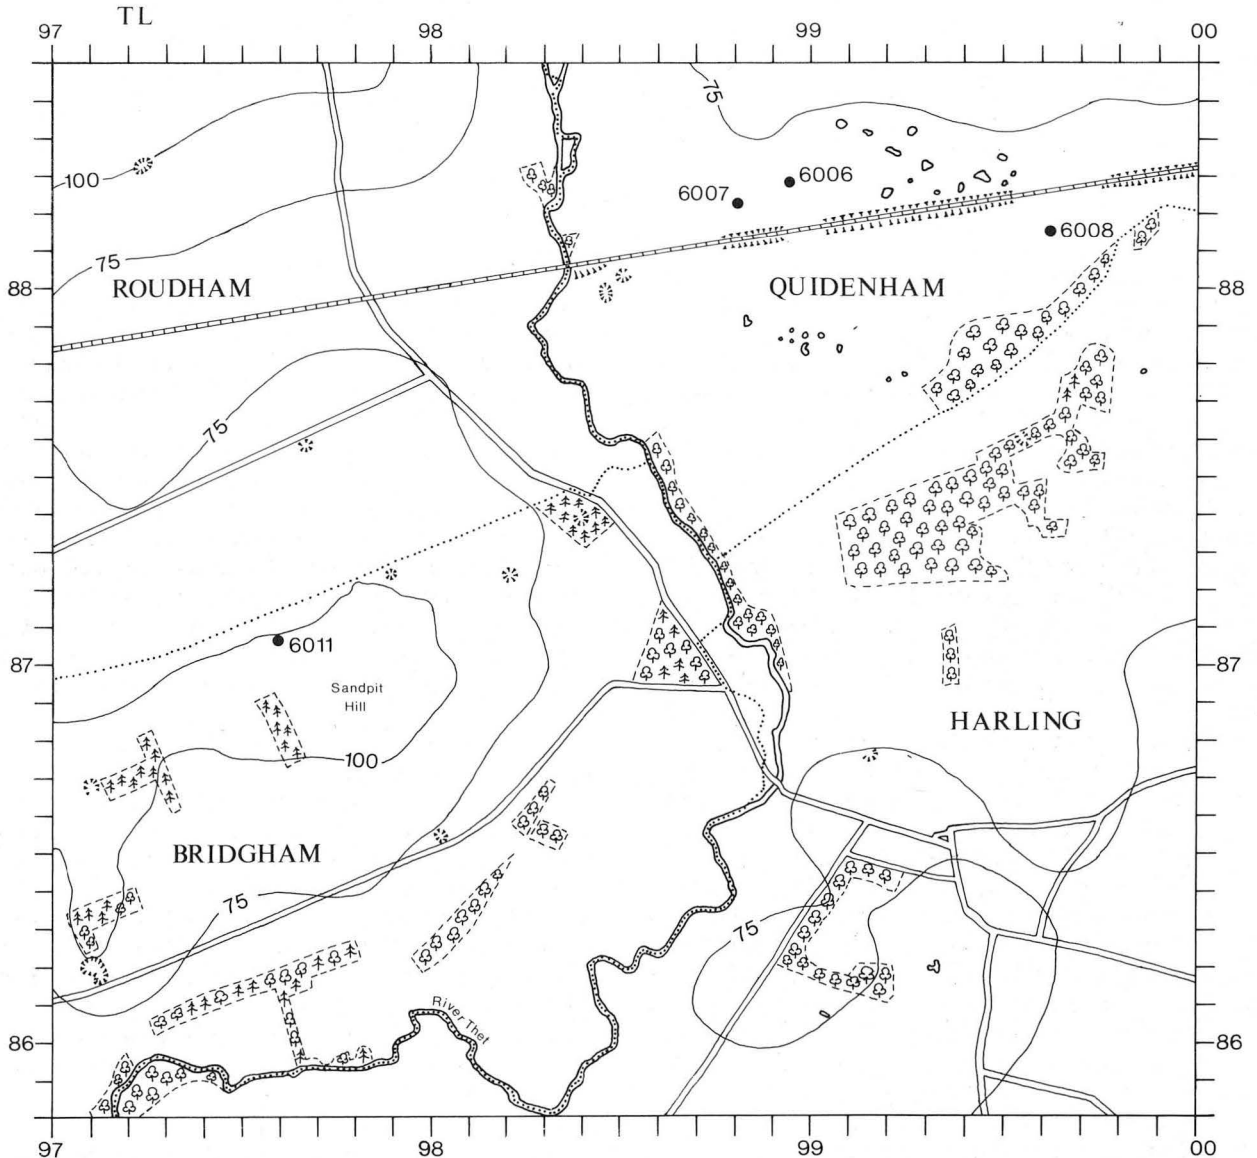 TL
97 98 99 00
75
100
6006
6007
6008
75
88 ROUDHAM QUIDENHAM 88
75
6011
87 87
Sandpit
Hill
HARLING
100
BRIDGHAM
75
75
River Thet
86 86
97 98 99 00